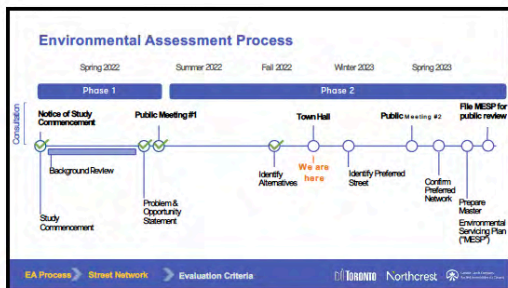 Environmental Assessment Process
Spring 2022
Summer 2022
Fall 2022
Winter 2023
Spring 2023
Phase 1
Phase 2
Consultation
Notice of Study
Commencement
Public Meeting #1
Town Hall
Public Meeting #2
File MESP for
public review
Background Review
Study
Commencement
Problem &
Opportunity
Statement
Identify
Alternatives
We are
here
Identify Preferred
Street
Confirm
Preferred
Network
Prepare
Master
Environmental
Servicing Plan
("MESP")
EA Process
Street Network
Evaluation Criteria
TORONTO
Northcrest